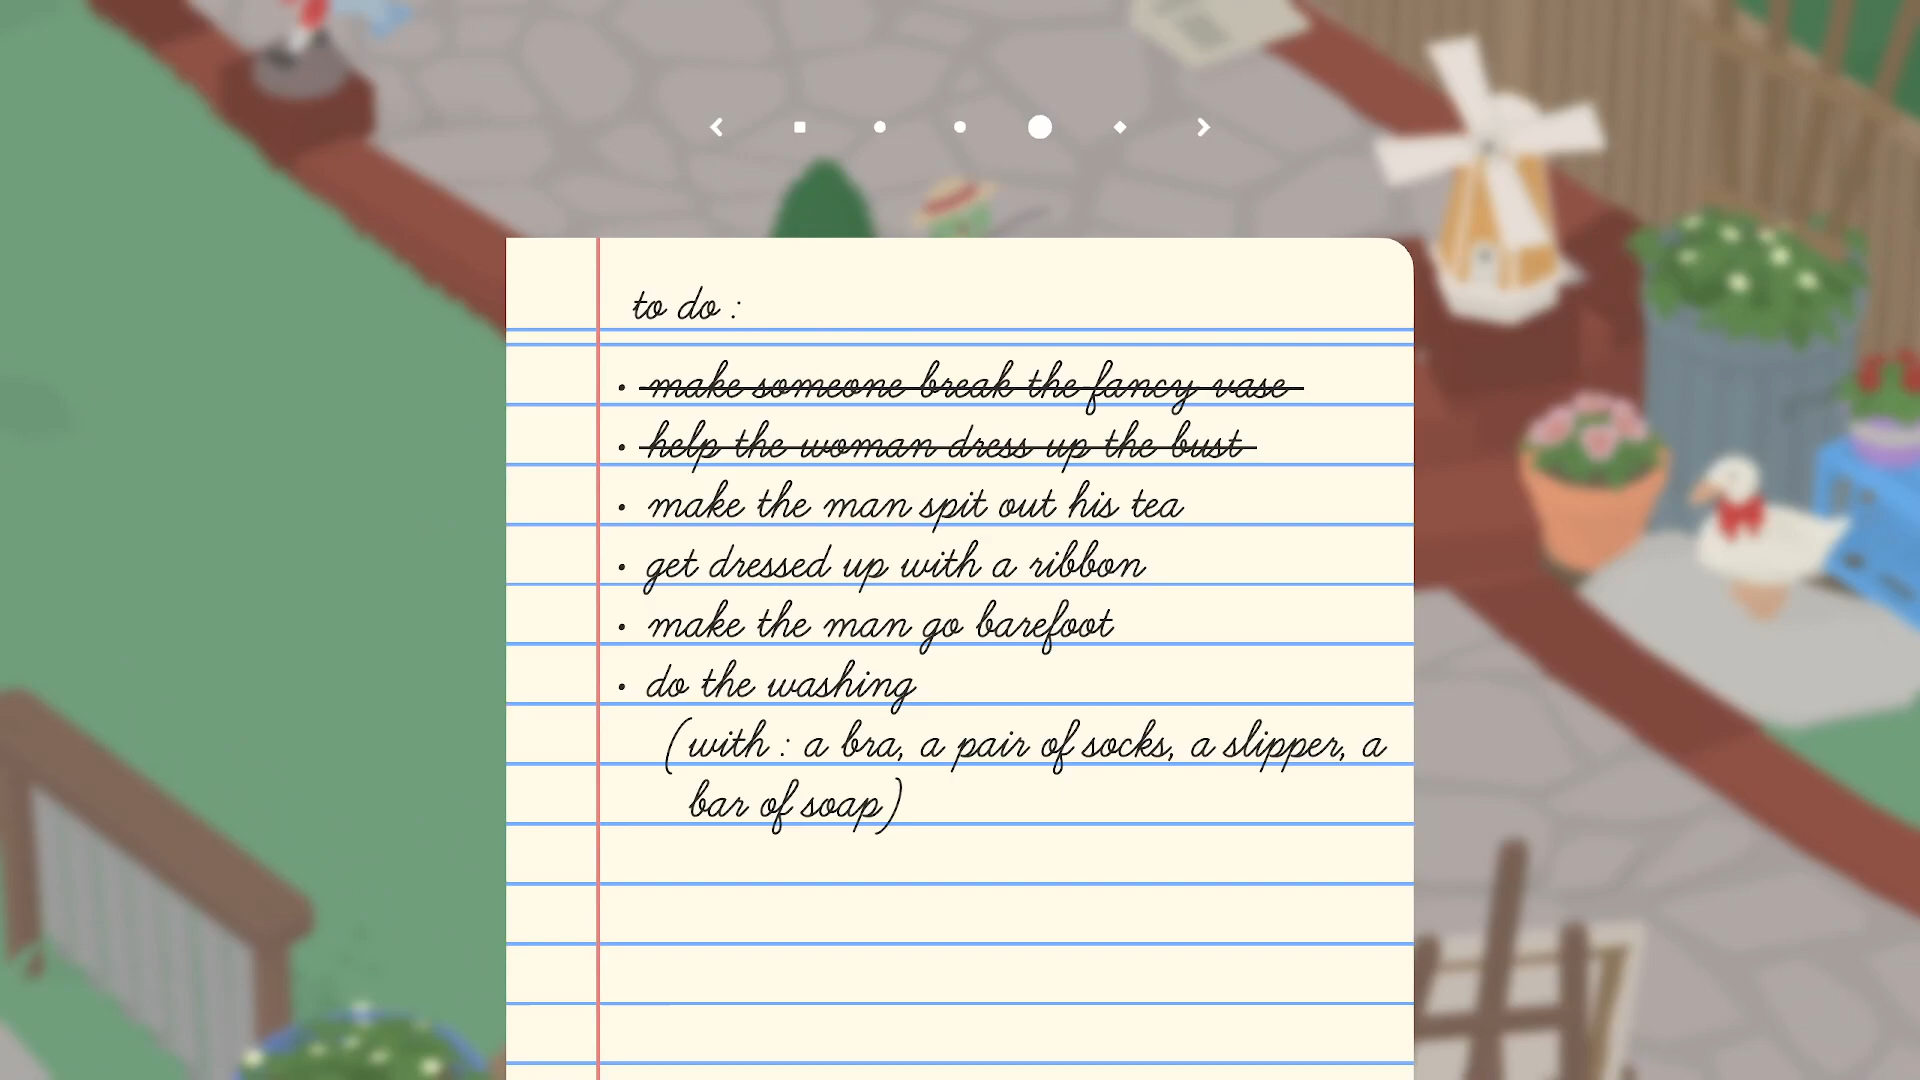 to do :
• make someone break the fancy vase
• help the woman dress up the bust
• make the man spit out his tea
• get dressed up with a ribbon
• make the man go barefoot
• do the washing
(with : a bra, a pair of socks, a slipper, a
bar of soap)